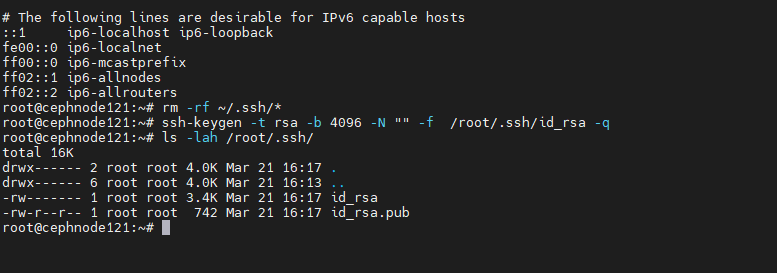 # The following lines are desirable for IPv6 capable hosts
::1     ip6-localhost ip6-loopback
fe00::0 ip6-localnet
ff00::0 ip6-mcastprefix
ff02::1 ip6-allnodes
ff02::2 ip6-allrouters
root@cephnode121:~# rm -rf ~/.ssh/*
root@cephnode121:~# ssh-keygen -t rsa -b 4096 -N "" -f  /root/.ssh/id_rsa -q
root@cephnode121:~# ls -lah /root/.ssh/
total 16K
drwx------ 2 root root 4.0K Mar 21 16:17 .
drwx------ 6 root root 4.0K Mar 21 16:13 ..
-rw------- 1 root root 3.4K Mar 21 16:17 id_rsa
-rw-r--r-- 1 root root  742 Mar 21 16:17 id_rsa.pub
root@cephnode121:~#